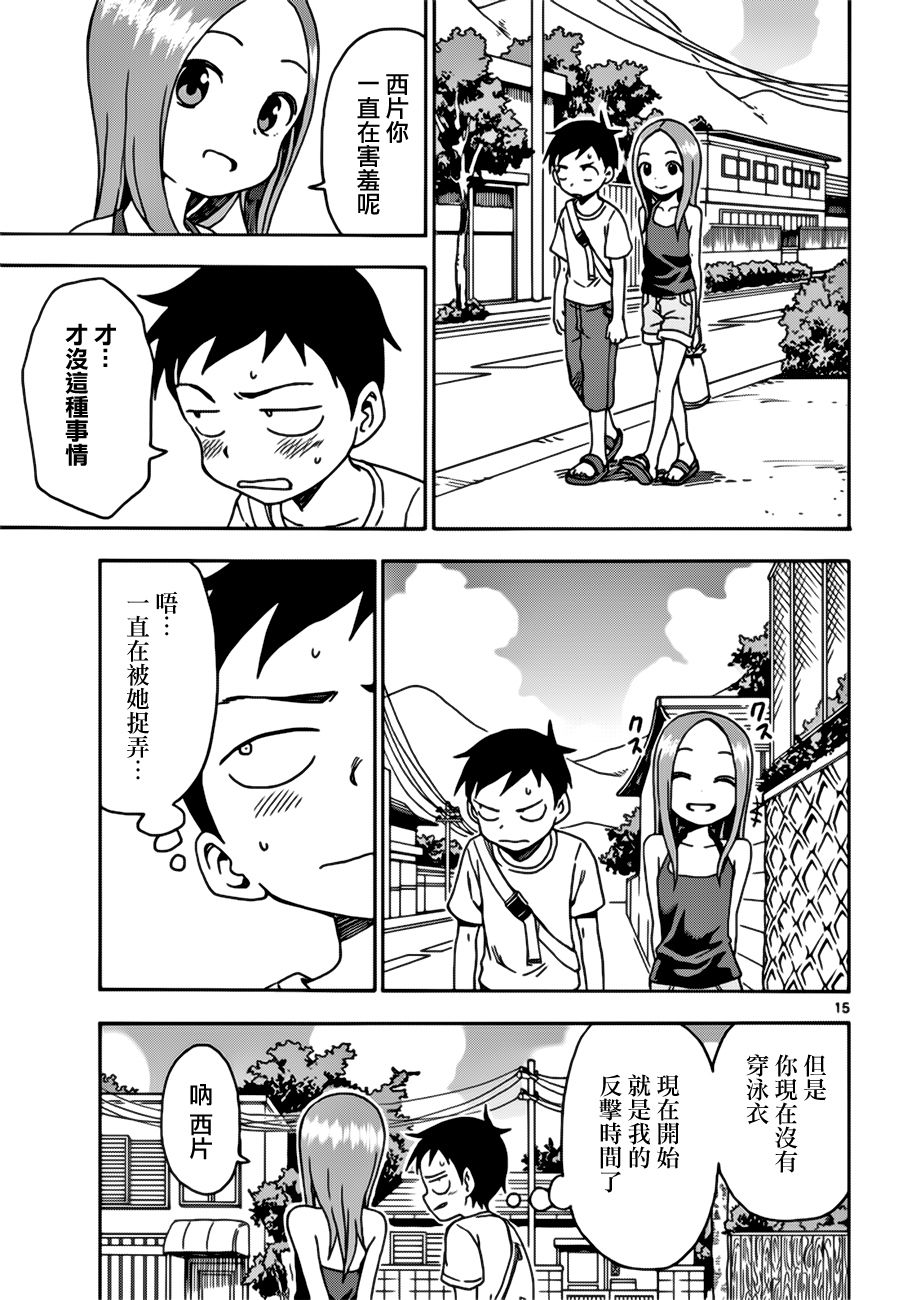 西片你
一直在害羞呢
才…
才沒這種事情
クスクス
唔…
一直在被她捉弄…
15
但是
你現在沒有
穿泳衣
現在開始
就是我的
反擊時間了
吶 西片